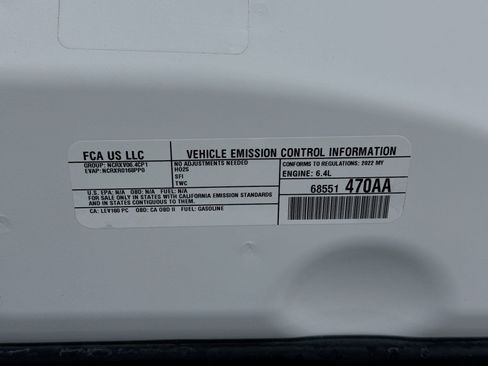 FCA US LLC
GROUP: NCRXV06.4CP1
EVAP: NCRXR0168PP0
VEHICLE EMISSION CONTROL INFORMATION
NO ADJUSTMENTS NEEDED
HO2S
SFI
TWC
CONFORMS TO REGULATIONS: 2022 MY
ENGINE: 6.4L
68551 470AA
U.S. EPA: N/A OBD: N/A FUEL: N/A
FOR SALE ONLY IN STATES WITH CALIFORNIA EMISSION STANDARDS
AND IN STATES CONTIGUOUS TO THEM.
CA: LEV160 PC OBD: CA OBD II FUEL: GASOLINE